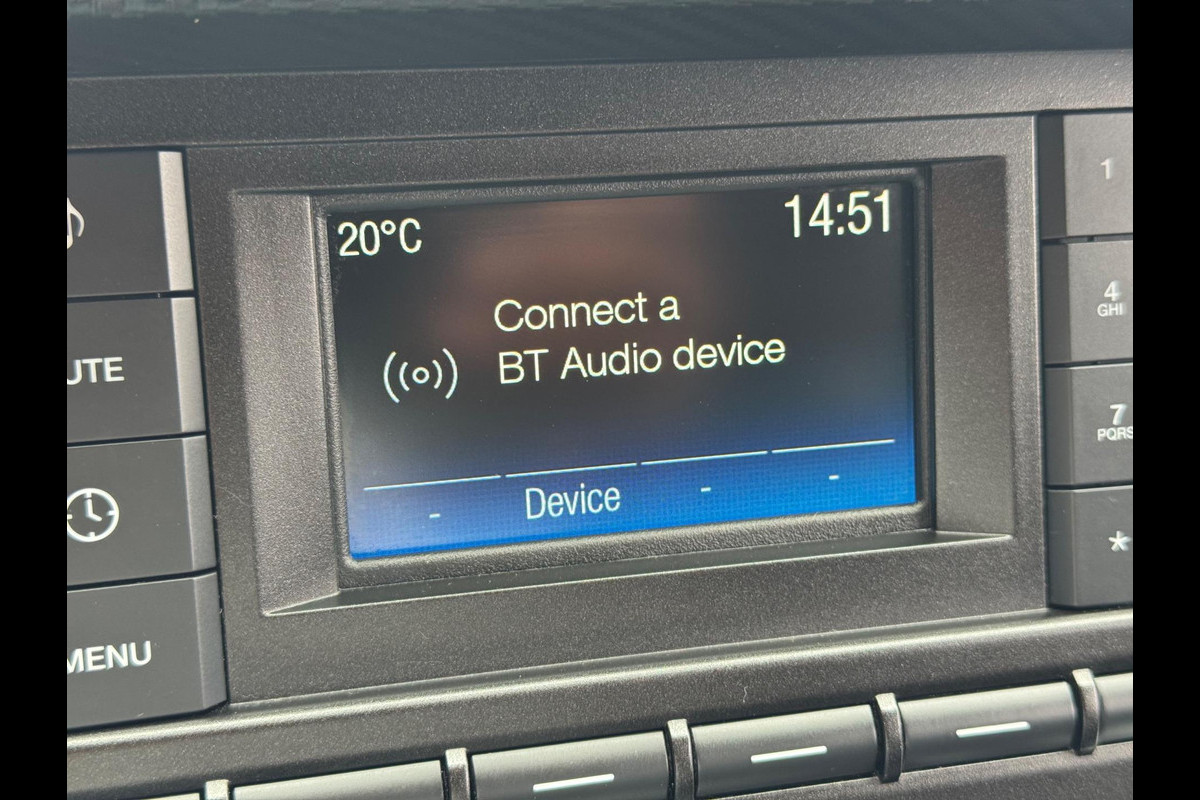 20°C 14:51
Connect a
BT Audio device
- Device - -
UTE
MENU
1
4
GHI
7
PQRS
*